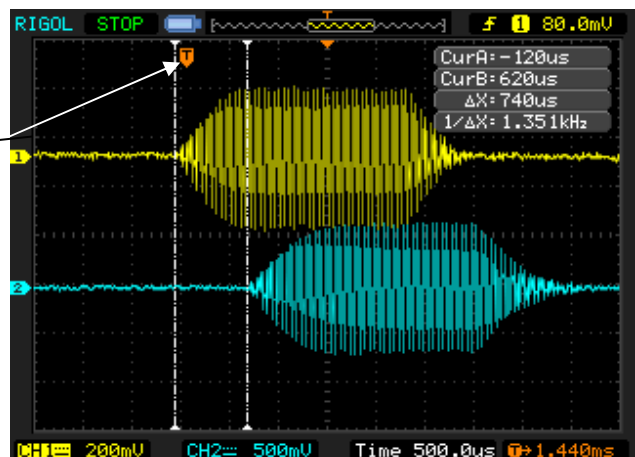 RIGOL STOP T f 1 80.0mV
CurA:-120us
CurB:620us
ΔX:740us
1/ΔX:1.351kHz
T
1
2
CH1 200mV CH2 500mV Time 500.0us T→1.440ms